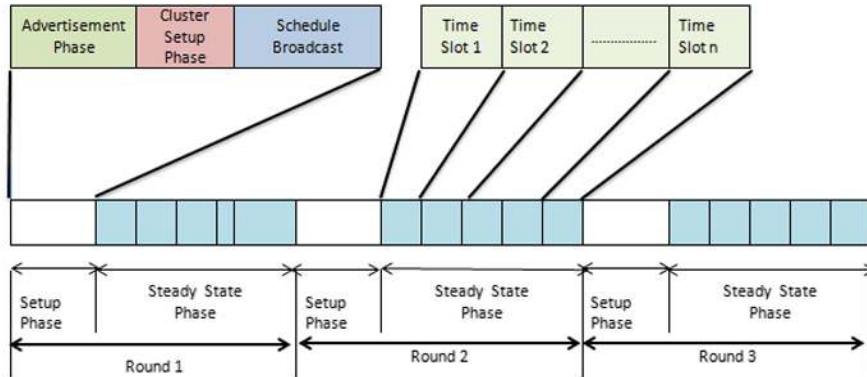 Advertisement
Phase
Cluster
Setup
Phase
Schedule
Broadcast
Time
Slot 1
Time
Slot 2
....................
Time
Slot n
Setup
Phase
Steady State
Phase
Setup
Phase
Steady State
Phase
Setup
Phase
Steady State
Phase
Round 1
Round 2
Round 3